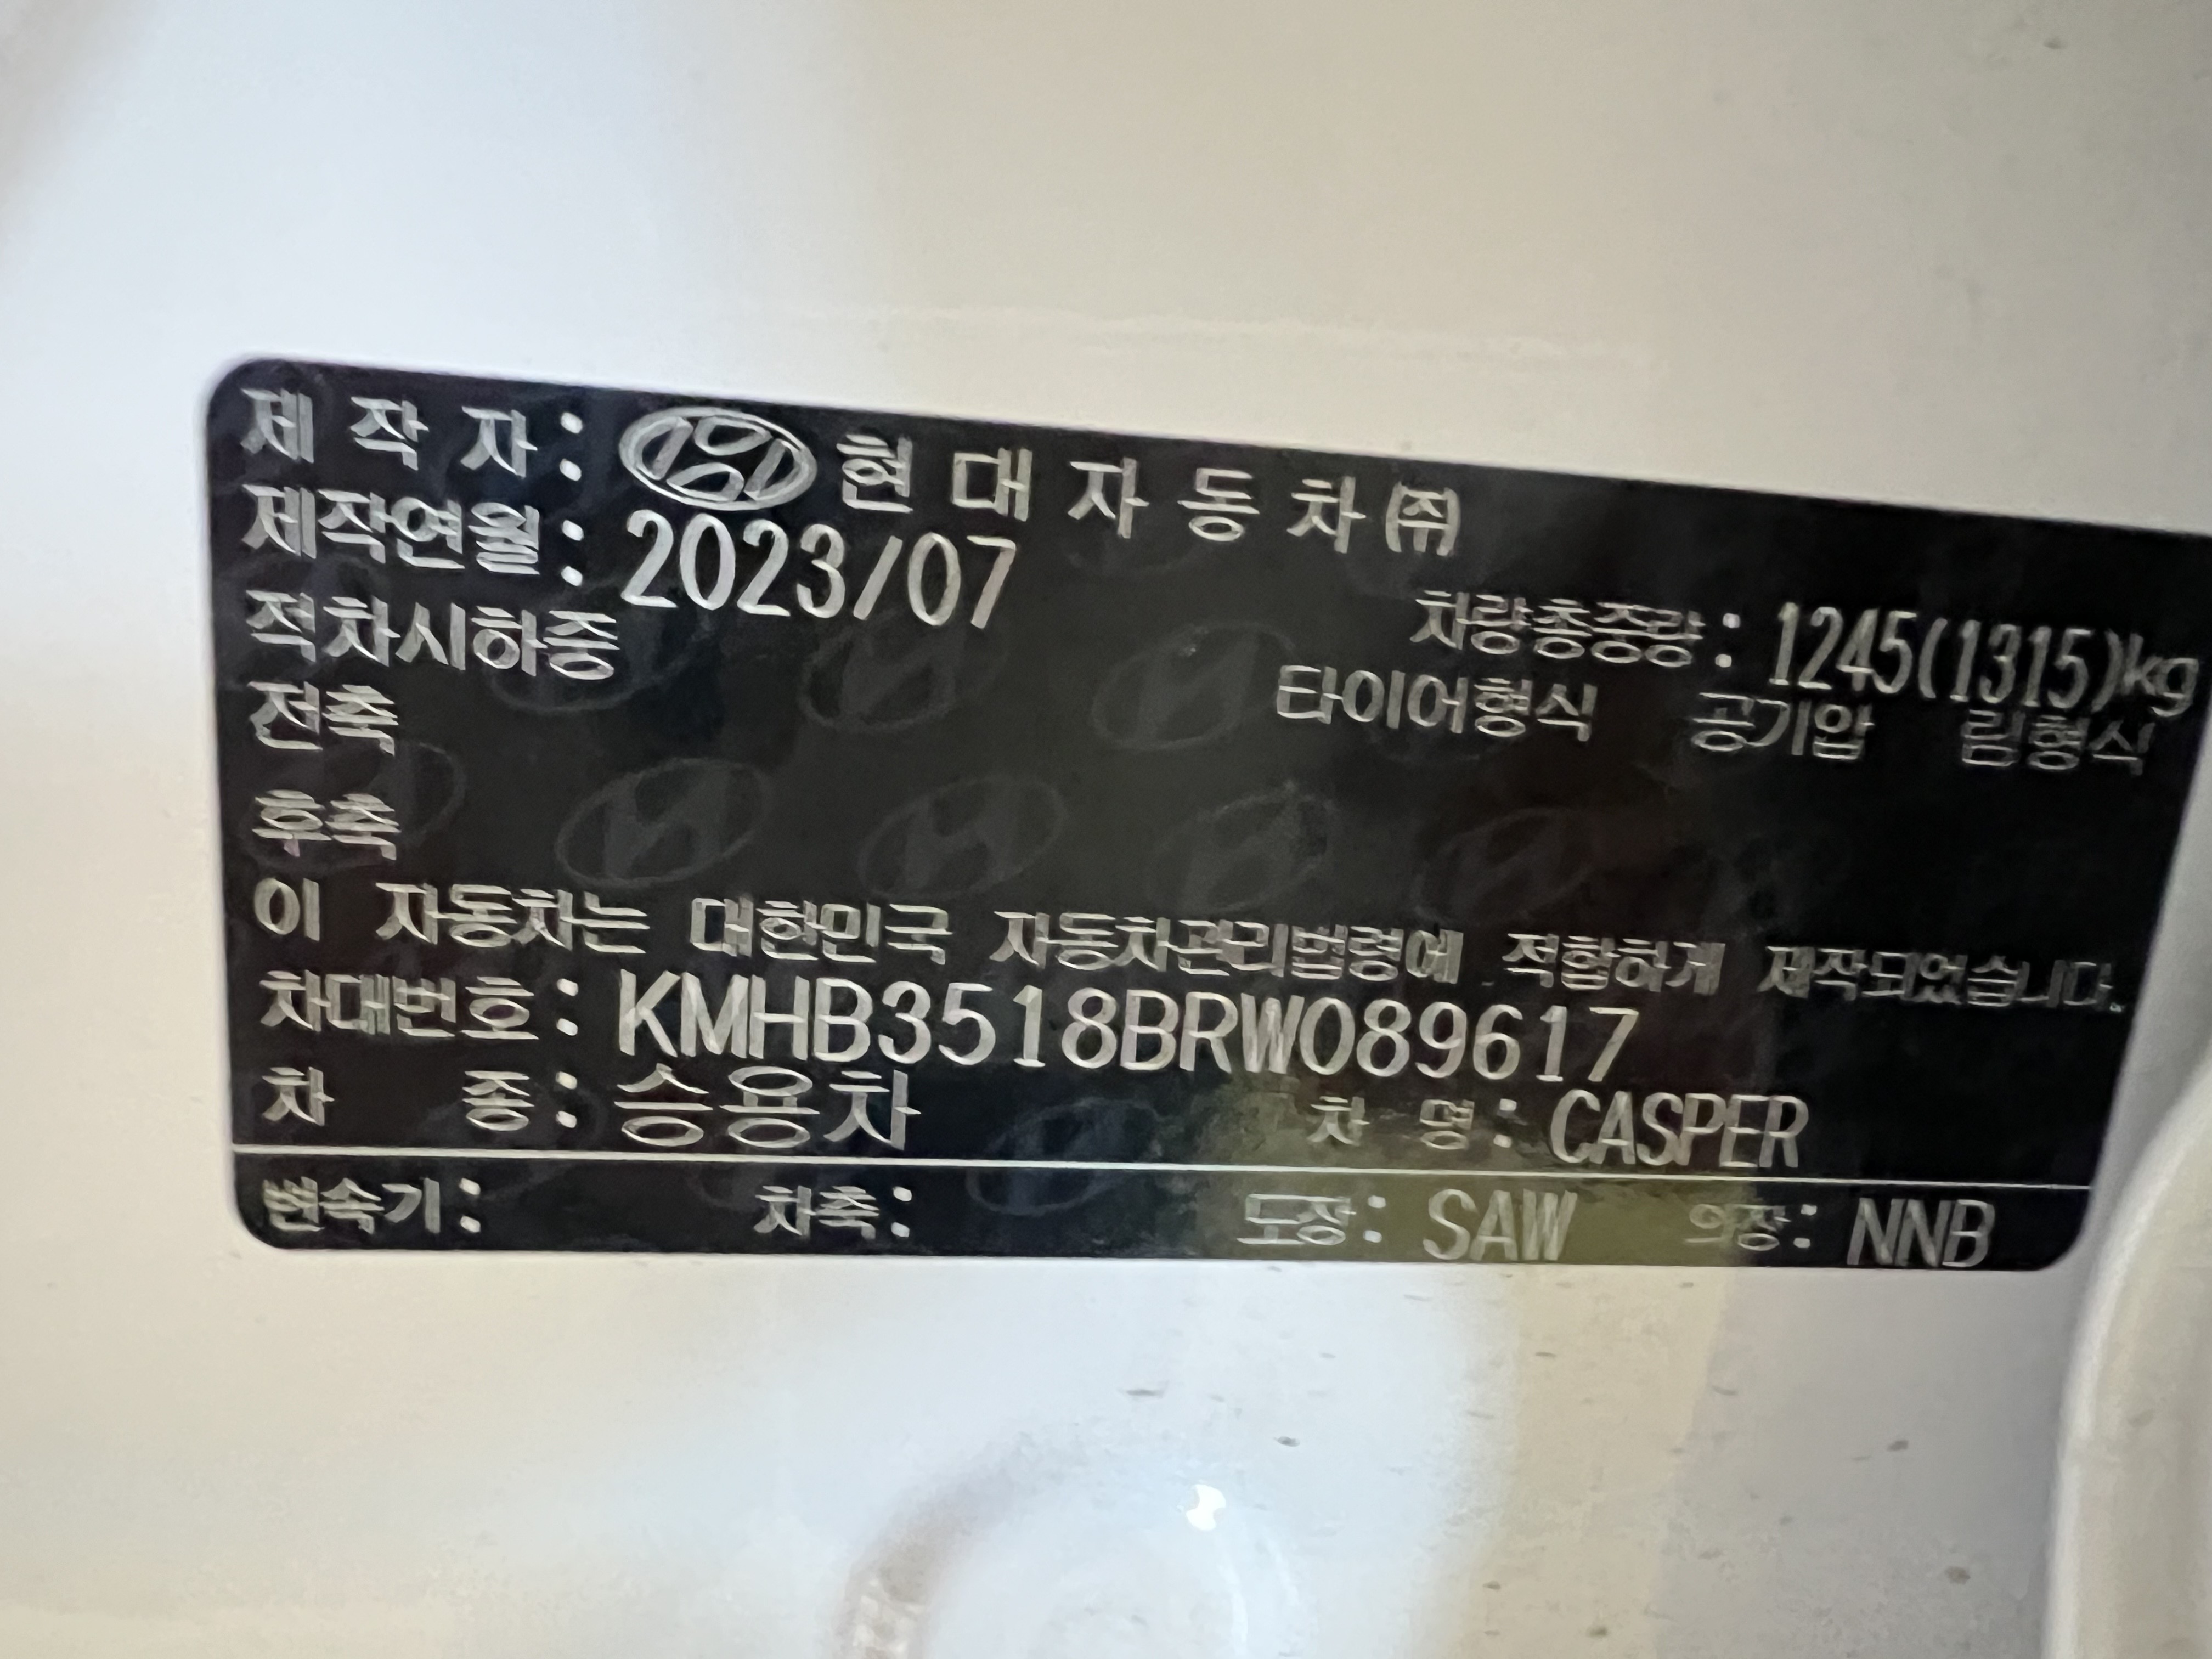 제 작 자 : 현 대 자 동 차 ㈜
제작연월 : 2023/07
차량총중량 : 1245(1315)kg
적차시하중
타이어형식 공기압 림형식
전축
후축
이 자동차는 대한민국 자동차관리법령에 적합하게 제작되었습니다.
차대번호 : KMHB3518BRW089617
차 종 : 승용차 차 명 : CASPER
변속기 : 차축 : 도장 : SAW 의장 : NNB